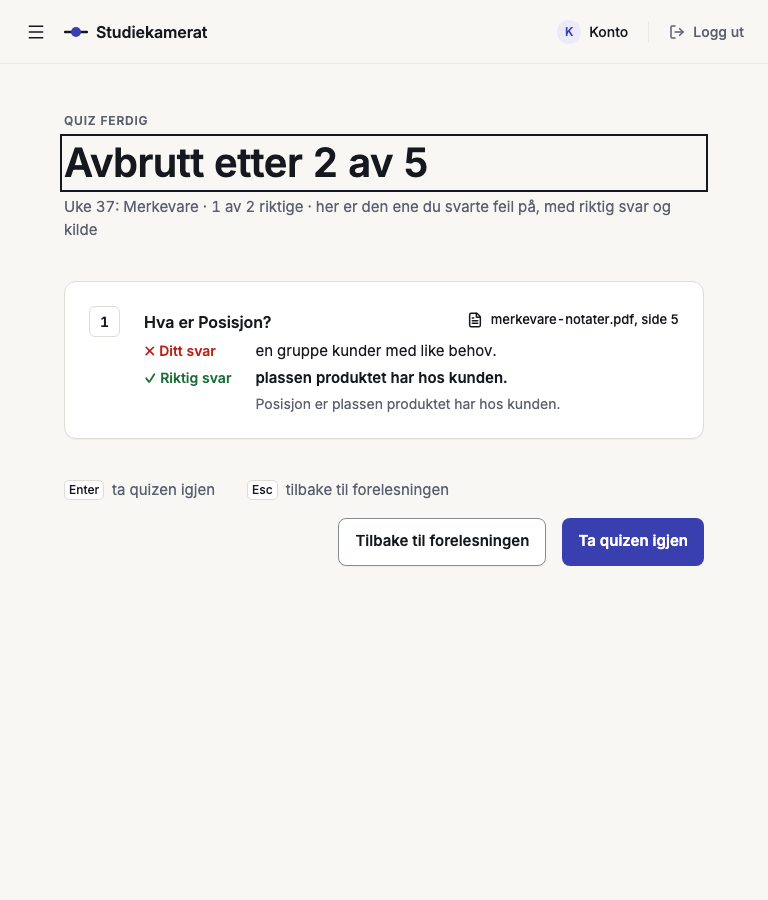 Studiekamerat
K Konto
Logg ut
QUIZ FERDIG
Avbrutt etter 2 av 5
Uke 37: Merkevare · 1 av 2 riktige · her er den ene du svarte feil på, med riktig svar og
kilde
1
Hva er Posisjon?
merkevare-notater.pdf, side 5
Ditt svar
en gruppe kunder med like behov.
Riktig svar
plassen produktet har hos kunden.
Posisjon er plassen produktet har hos kunden.
Enter ta quizen igjen
Esc tilbake til forelesningen
Tilbake til forelesningen
Ta quizen igjen